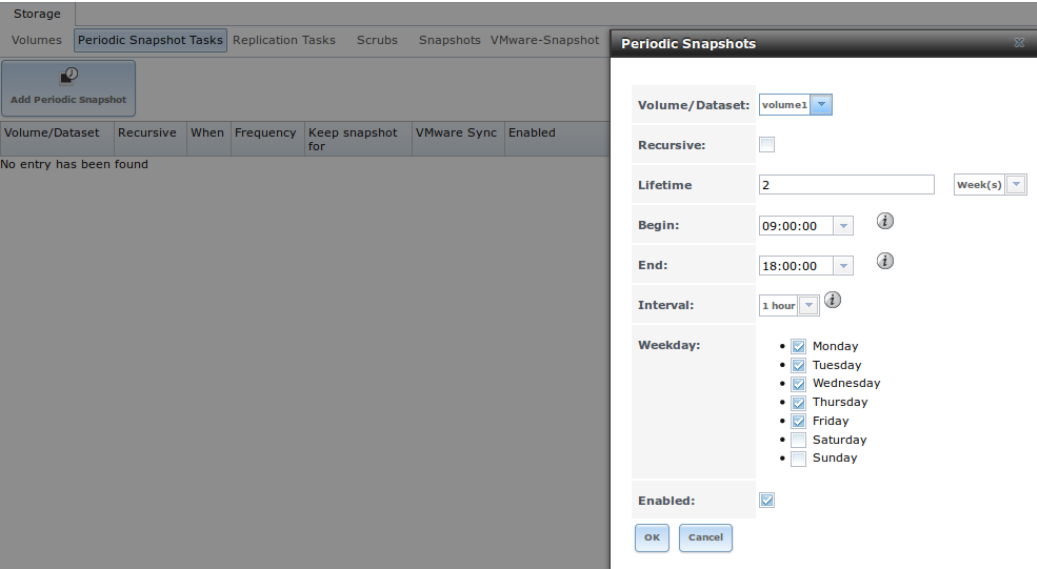 Storage
Volumes Periodic Snapshot Tasks Replication Tasks Scrubs Snapshots VMware-Snapshot
Add Periodic Snapshot
Volume/Dataset Recursive When Frequency Keep snapshot for VMware Sync Enabled
No entry has been found
Periodic Snapshots
Volume/Dataset: volume1
Recursive:
Lifetime 2 Week(s)
Begin: 09:00:00
End: 18:00:00
Interval: 1 hour
Weekday:
Monday
Tuesday
Wednesday
Thursday
Friday
Saturday
Sunday
Enabled:
OK Cancel